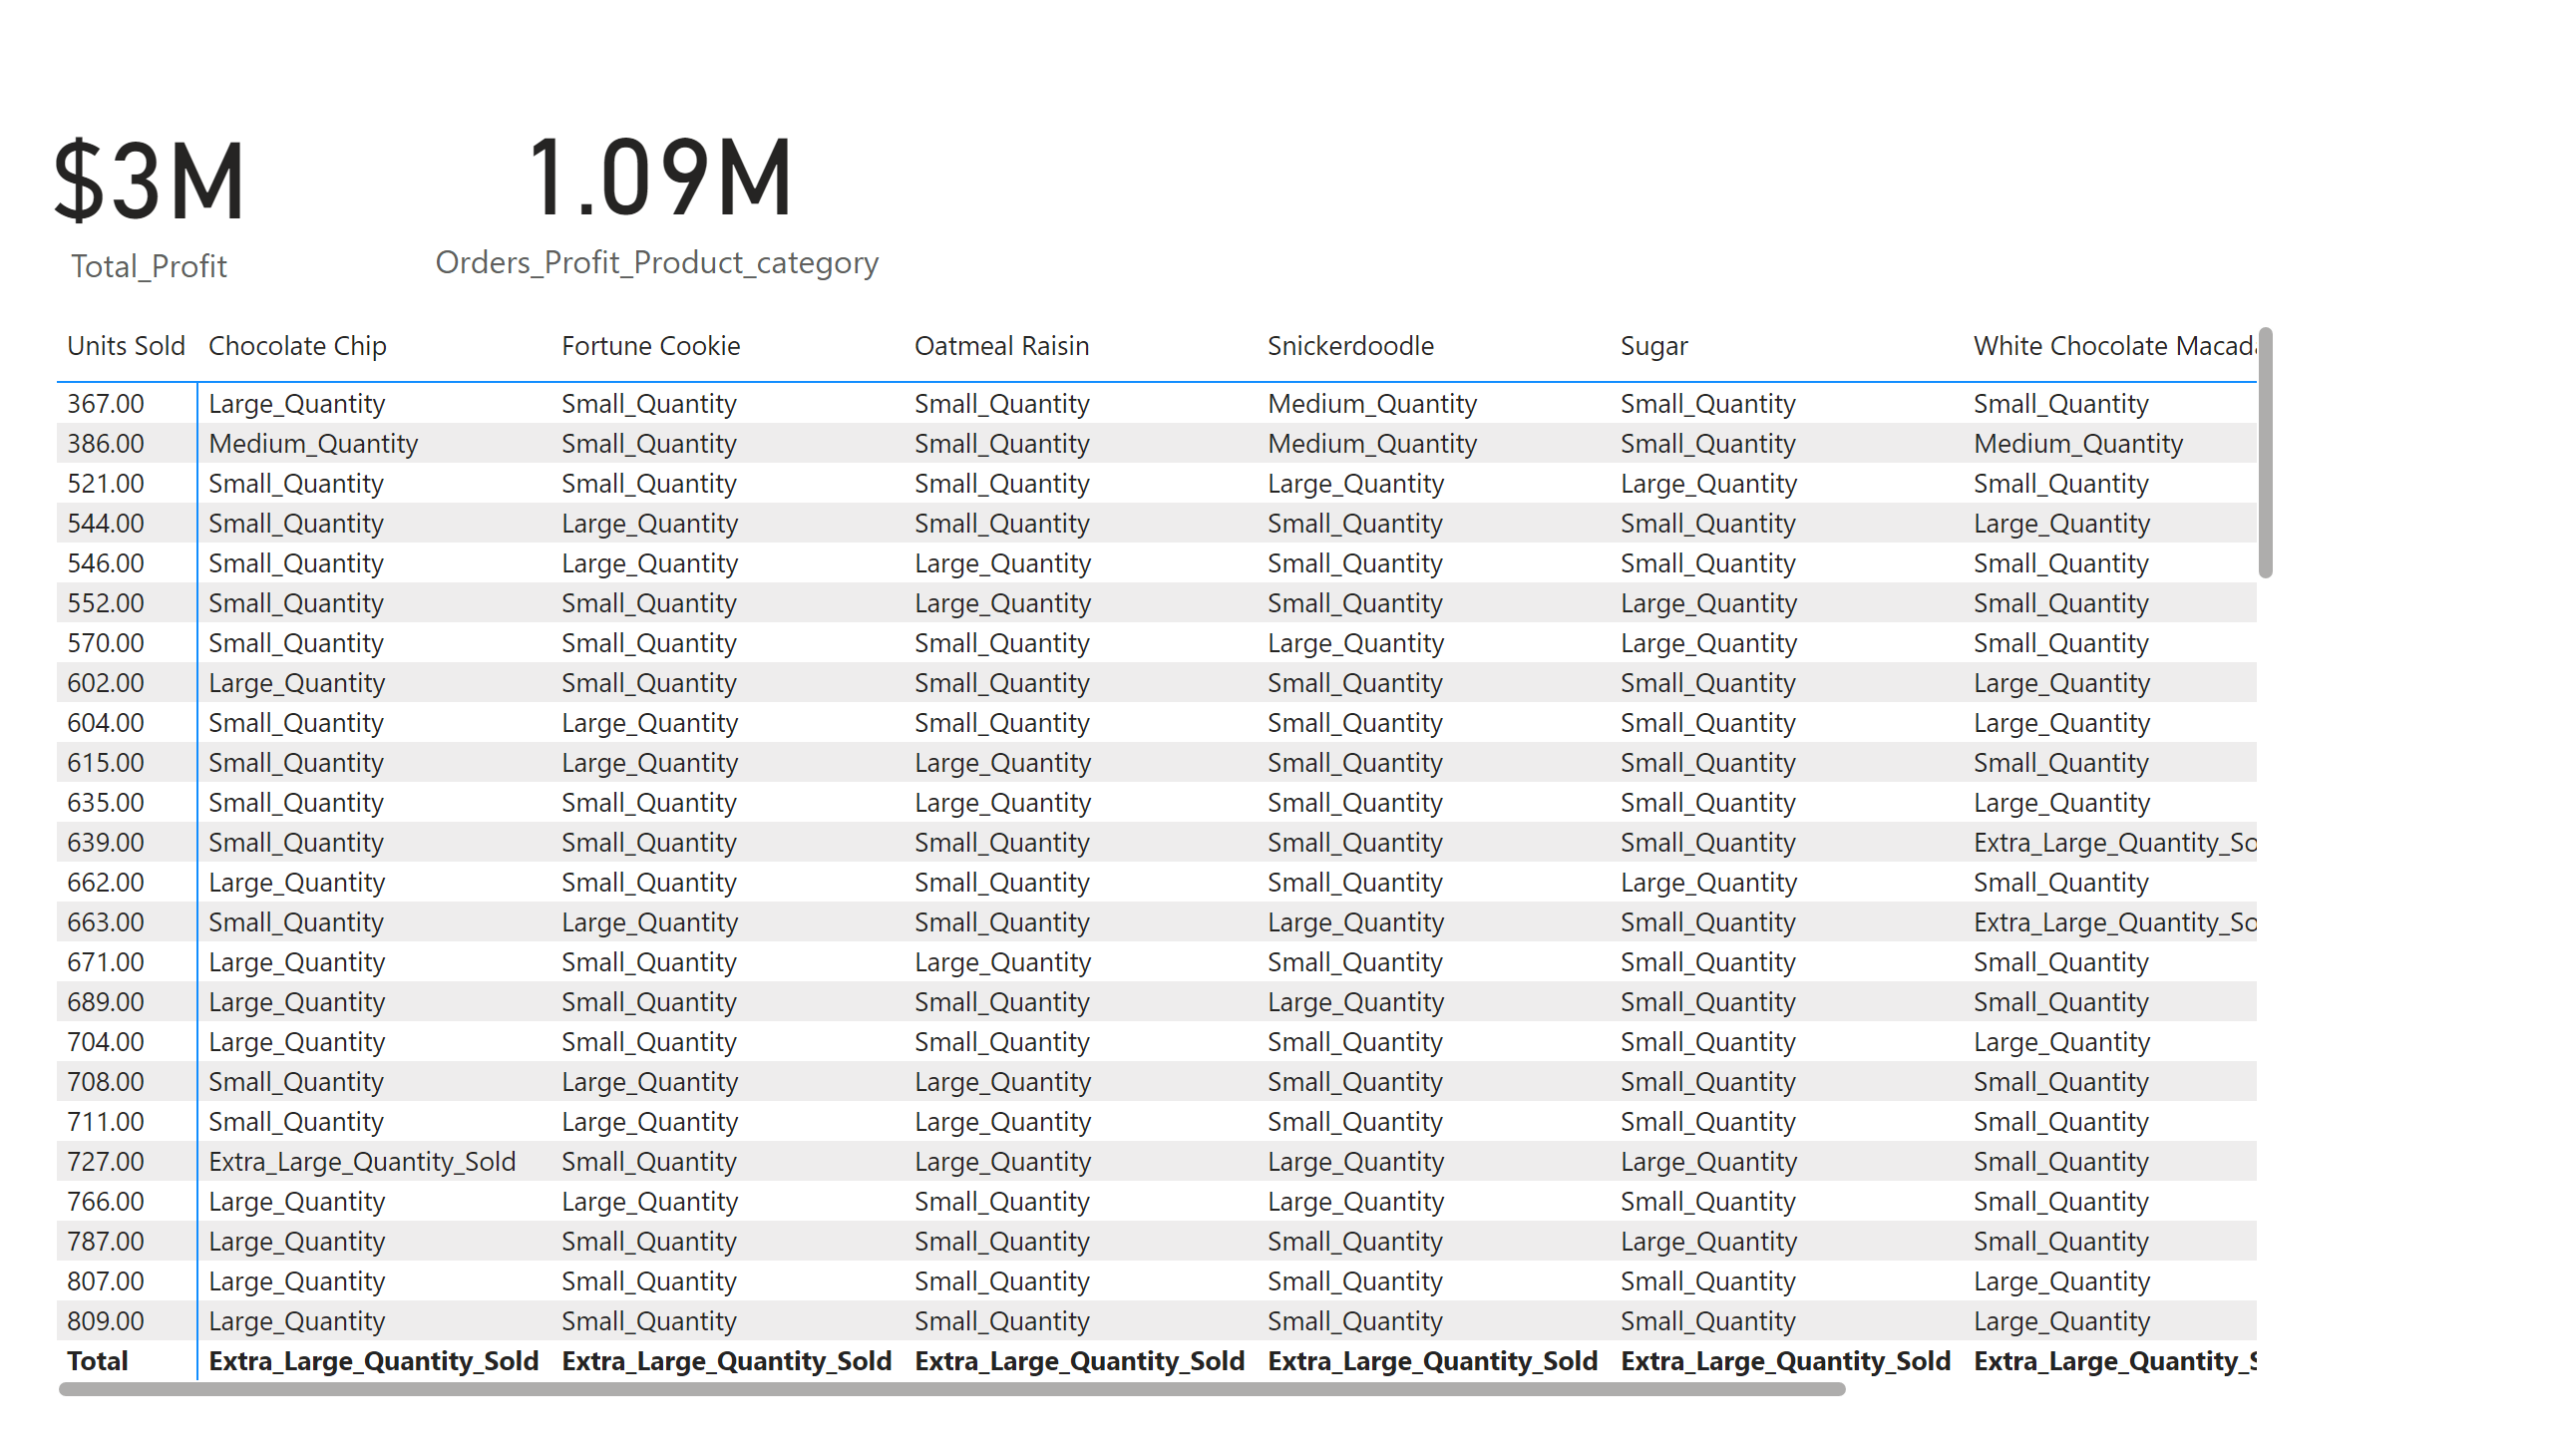 $3M 1.09M
Total_Profit Orders_Profit_Product_category
Units Sold Chocolate Chip Fortune Cookie Oatmeal Raisin Snickerdoodle Sugar White Chocolate Macada
367.00 Large_Quantity Small_Quantity Small_Quantity Medium_Quantity Small_Quantity Small_Quantity
386.00 Medium_Quantity Small_Quantity Small_Quantity Medium_Quantity Small_Quantity Medium_Quantity
521.00 Small_Quantity Small_Quantity Small_Quantity Large_Quantity Large_Quantity Small_Quantity
544.00 Small_Quantity Large_Quantity Small_Quantity Small_Quantity Small_Quantity Large_Quantity
546.00 Small_Quantity Large_Quantity Large_Quantity Small_Quantity Small_Quantity Small_Quantity
552.00 Small_Quantity Small_Quantity Large_Quantity Small_Quantity Large_Quantity Small_Quantity
570.00 Small_Quantity Small_Quantity Small_Quantity Large_Quantity Large_Quantity Small_Quantity
602.00 Large_Quantity Small_Quantity Small_Quantity Small_Quantity Small_Quantity Large_Quantity
604.00 Small_Quantity Large_Quantity Small_Quantity Small_Quantity Small_Quantity Large_Quantity
615.00 Small_Quantity Large_Quantity Large_Quantity Small_Quantity Small_Quantity Small_Quantity
635.00 Small_Quantity Small_Quantity Large_Quantity Small_Quantity Small_Quantity Large_Quantity
639.00 Small_Quantity Small_Quantity Small_Quantity Small_Quantity Small_Quantity Extra_Large_Quantity_So
662.00 Large_Quantity Small_Quantity Small_Quantity Small_Quantity Large_Quantity Small_Quantity
663.00 Small_Quantity Large_Quantity Small_Quantity Large_Quantity Small_Quantity Extra_Large_Quantity_So
671.00 Large_Quantity Small_Quantity Large_Quantity Small_Quantity Small_Quantity Small_Quantity
689.00 Large_Quantity Small_Quantity Small_Quantity Large_Quantity Small_Quantity Small_Quantity
704.00 Large_Quantity Small_Quantity Small_Quantity Small_Quantity Small_Quantity Large_Quantity
708.00 Small_Quantity Large_Quantity Large_Quantity Small_Quantity Small_Quantity Small_Quantity
711.00 Small_Quantity Large_Quantity Large_Quantity Small_Quantity Small_Quantity Small_Quantity
727.00 Extra_Large_Quantity_Sold Small_Quantity Large_Quantity Large_Quantity Large_Quantity Small_Quantity
766.00 Large_Quantity Large_Quantity Small_Quantity Large_Quantity Small_Quantity Small_Quantity
787.00 Large_Quantity Small_Quantity Small_Quantity Small_Quantity Large_Quantity Small_Quantity
807.00 Large_Quantity Small_Quantity Small_Quantity Small_Quantity Small_Quantity Large_Quantity
809.00 Large_Quantity Small_Quantity Small_Quantity Small_Quantity Small_Quantity Large_Quantity
Total Extra_Large_Quantity_Sold Extra_Large_Quantity_Sold Extra_Large_Quantity_Sold Extra_Large_Quantity_Sold Extra_Large_Quantity_Sold Extra_Large_Quantity_S